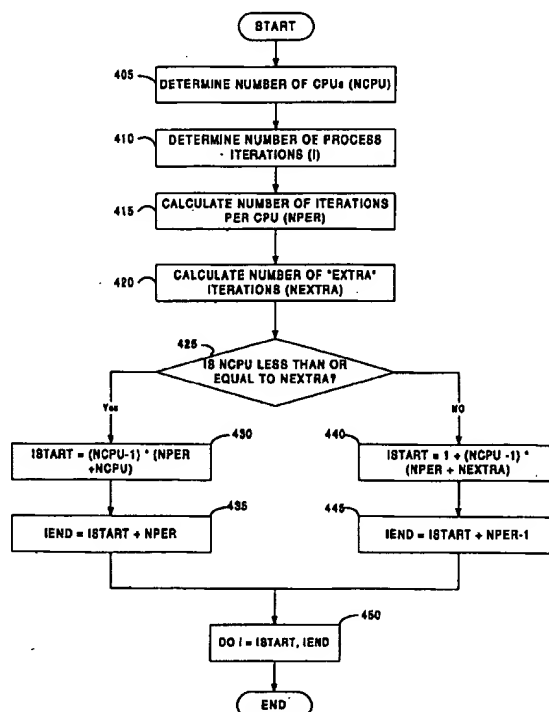 START
405
DETERMINE NUMBER OF CPUs (NCPU)
410
DETERMINE NUMBER OF PROCESS
ITERATIONS (I)
415
CALCULATE NUMBER OF ITERATIONS
PER CPU (NPER)
420
CALCULATE NUMBER OF "EXTRA"
ITERATIONS (NEXTRA)
425
IS NCPU LESS THAN OR
EQUAL TO NEXTRA?
Yes
NO
430
ISTART = (NCPU-1) * (NPER
+NCPU)
440
ISTART = 1 + (NCPU -1) *
(NPER + NEXTRA)
435
IEND = ISTART + NPER
445
IEND = ISTART + NPER-1
450
DO I = ISTART, IEND
END